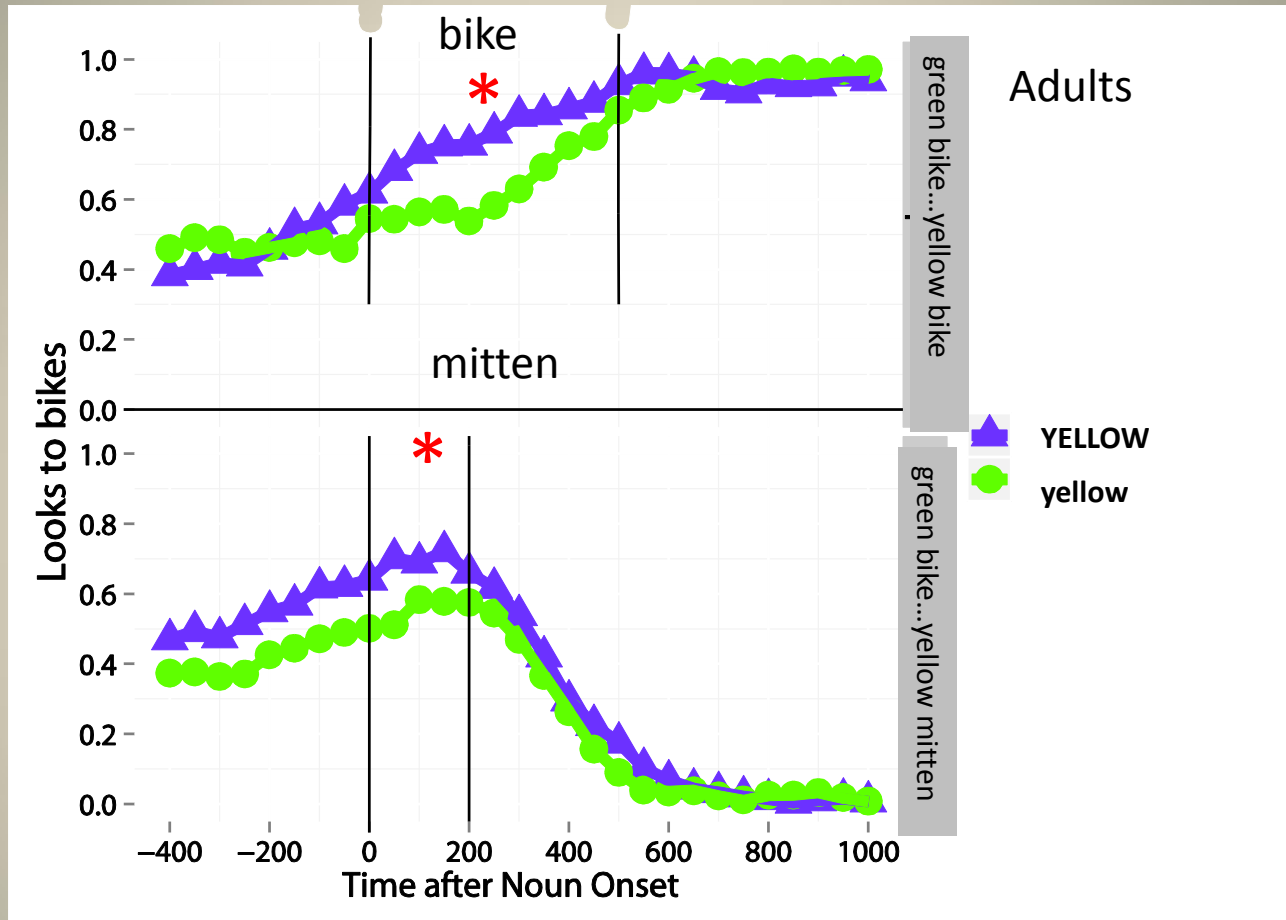 bike
Adults
*
1.0
0.8
0.6
0.4
0.2
0.0
mitten
green bike...yellow bike
Looks to bikes
*
1.0
0.8
0.6
0.4
0.2
0.0
green bike...yellow mitten
YELLOW
yellow
−400 −200 0 200 400 600 800 1000
Time after Noun Onset